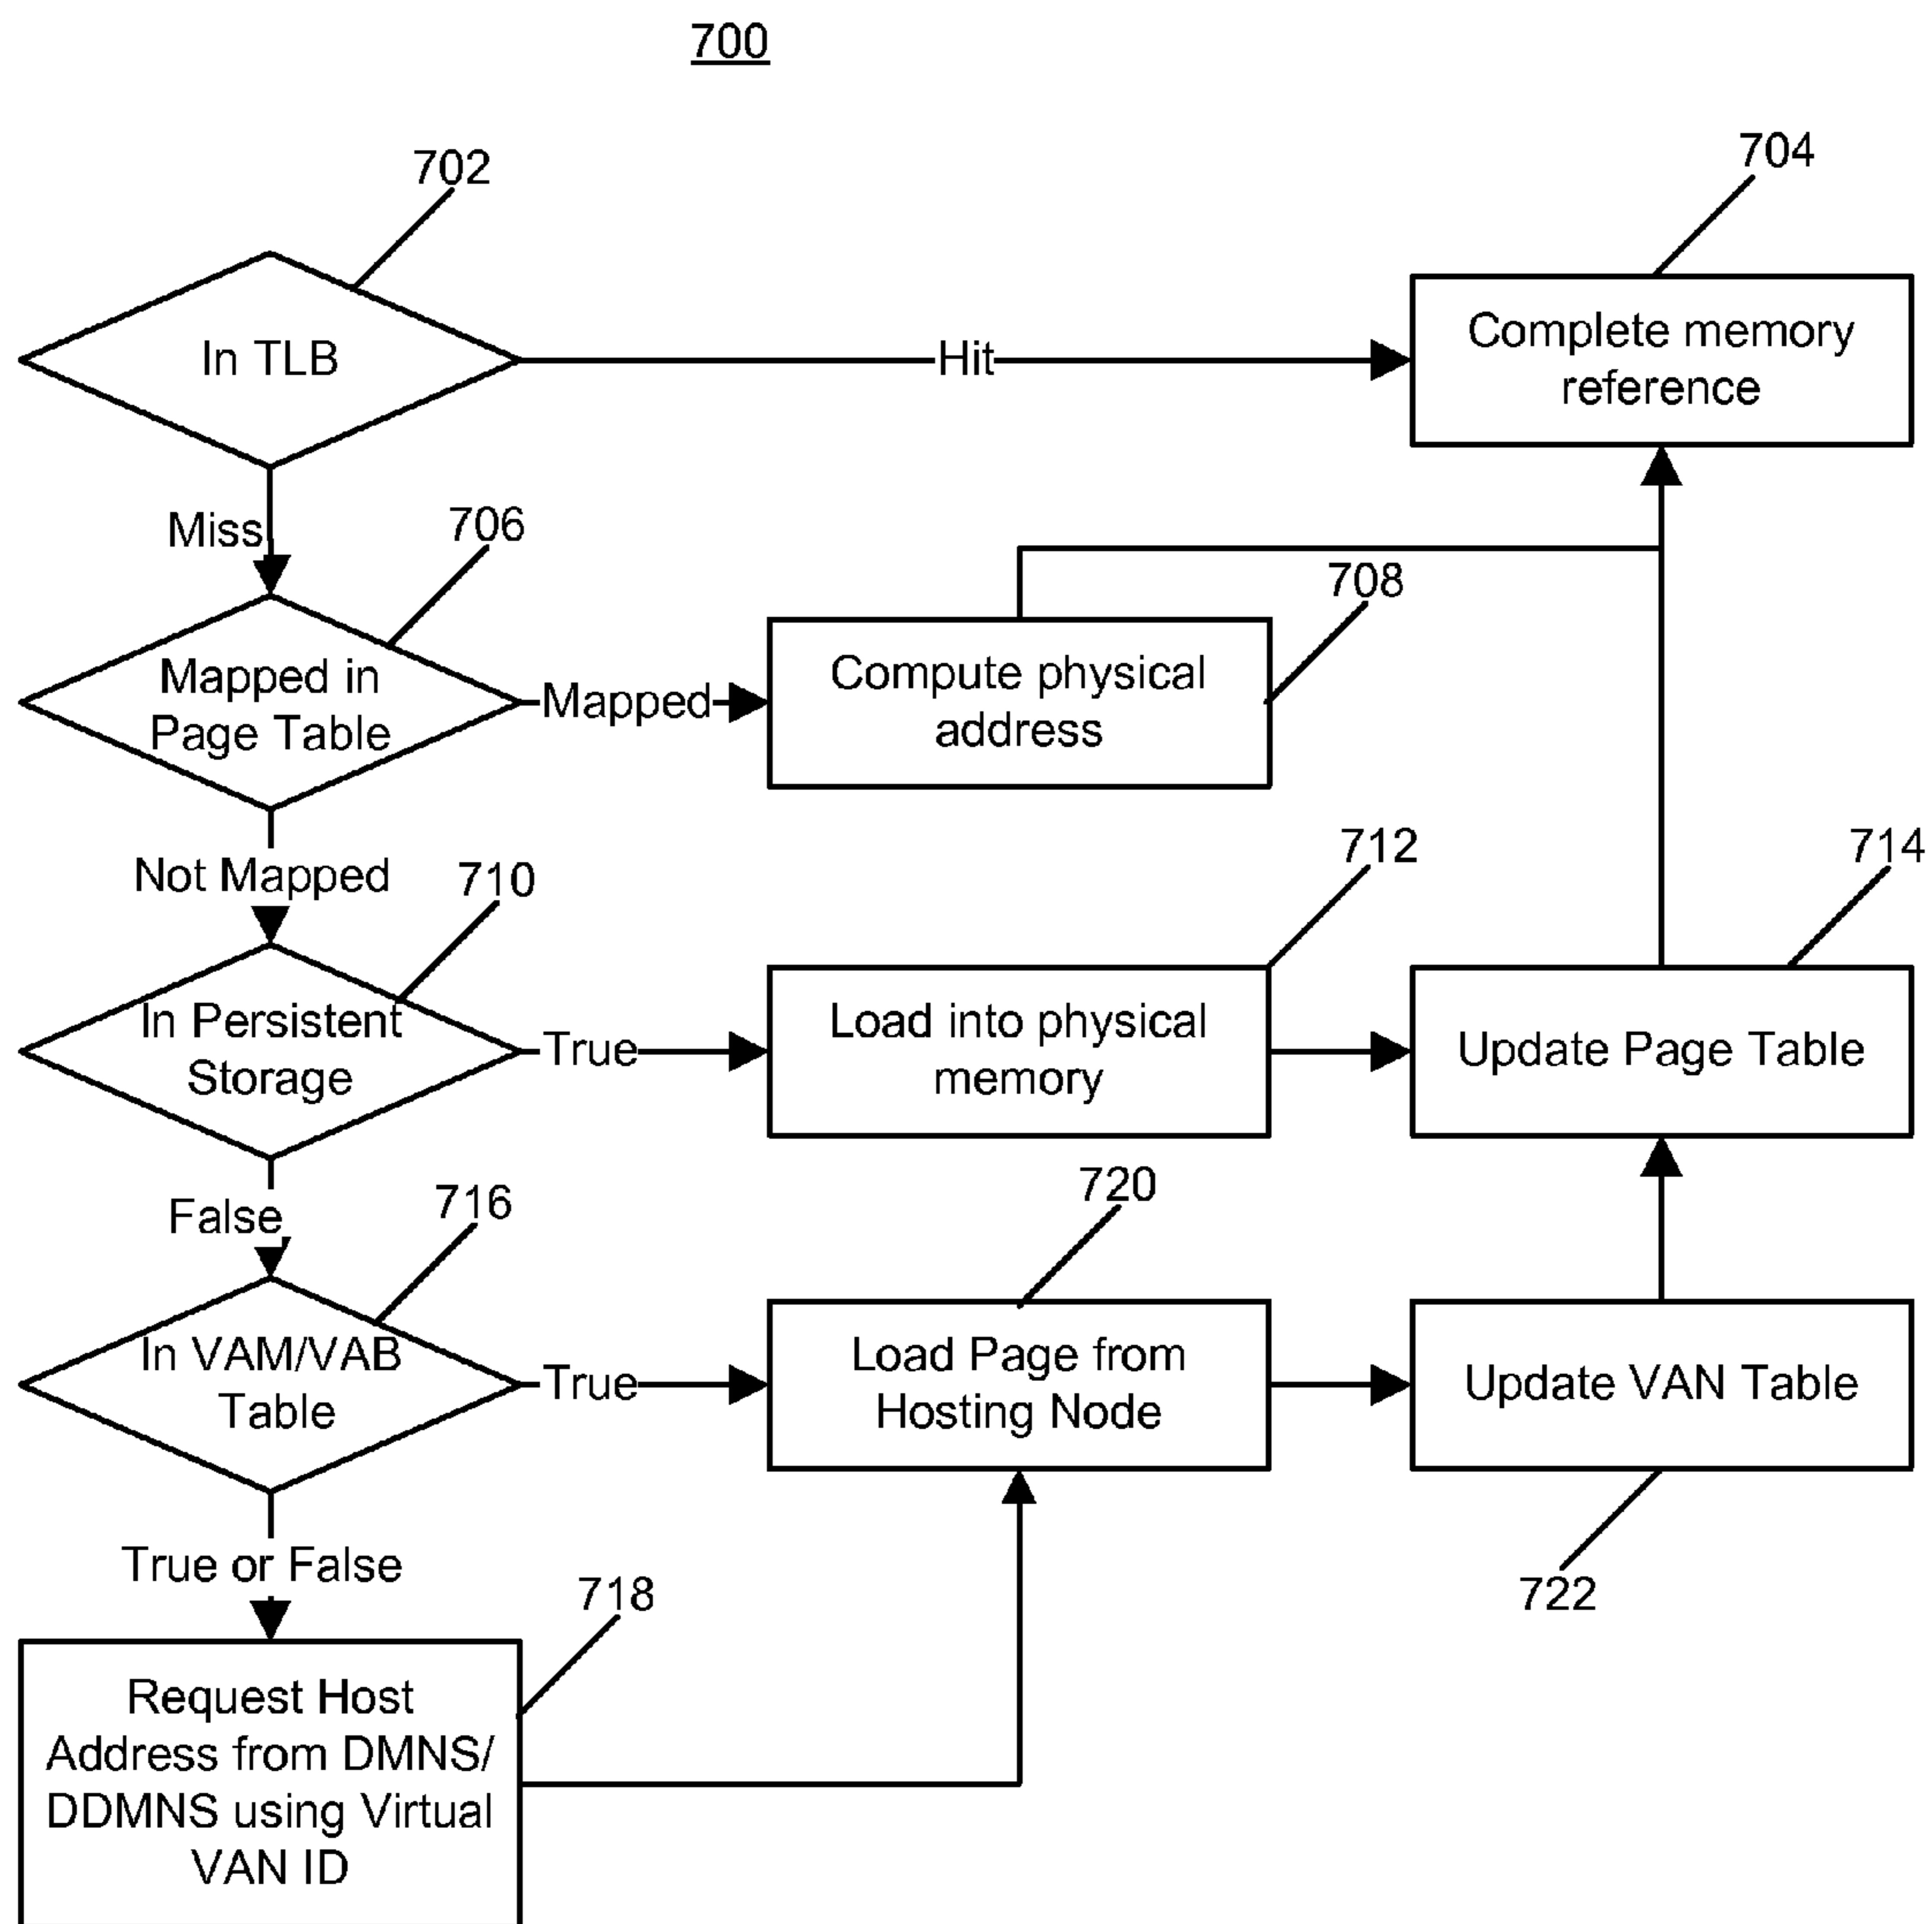 700
702
704
In TLB
Hit
Complete memory
reference
Miss
706
708
Mapped in
Page Table
Mapped
Compute physical
address
Not Mapped
710
712
714
In Persistent
Storage
True
Load into physical
memory
Update Page Table
False
716
720
In VAM/VAB
Table
True
Load Page from
Hosting Node
Update VAN Table
True or False
718
722
Request Host
Address from DMNS/
DDMNS using Virtual
VAN ID